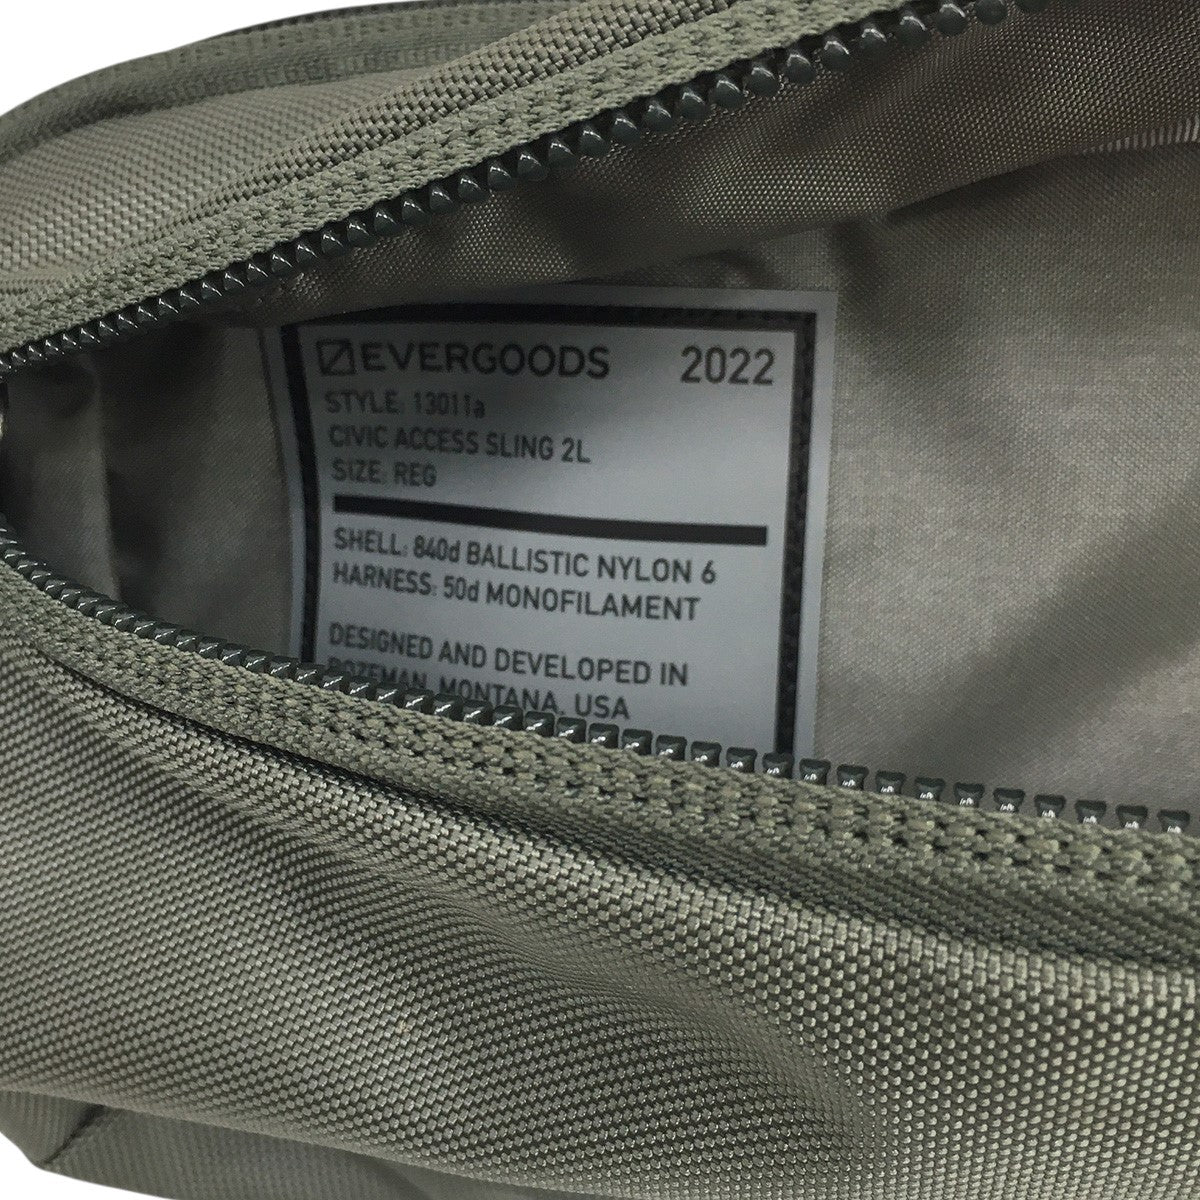 EVERGOODS 2022
STYLE: 13011a
CIVIC ACCESS SLING 2L
SIZE: REG
SHELL: 840d BALLISTIC NYLON 6
HARNESS: 50d MONOFILAMENT
DESIGNED AND DEVELOPED IN
BOZEMAN, MONTANA, USA